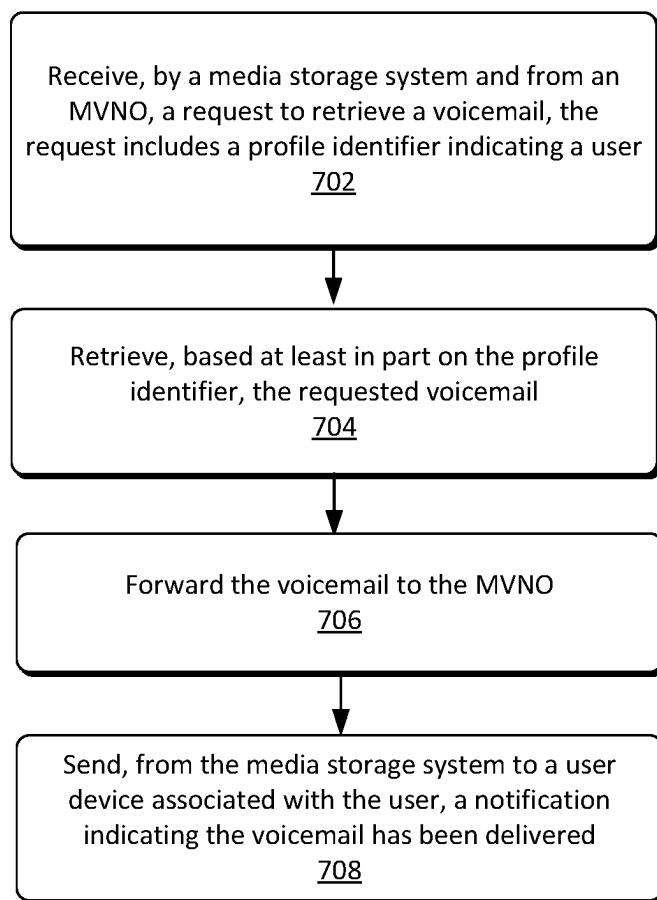 Receive, by a media storage system and from an
MVNO, a request to retrieve a voicemail, the
request includes a profile identifier indicating a user
702
Retrieve, based at least in part on the profile
identifier, the requested voicemail
704
Forward the voicemail to the MVNO
706
Send, from the media storage system to a user
device associated with the user, a notification
indicating the voicemail has been delivered
708